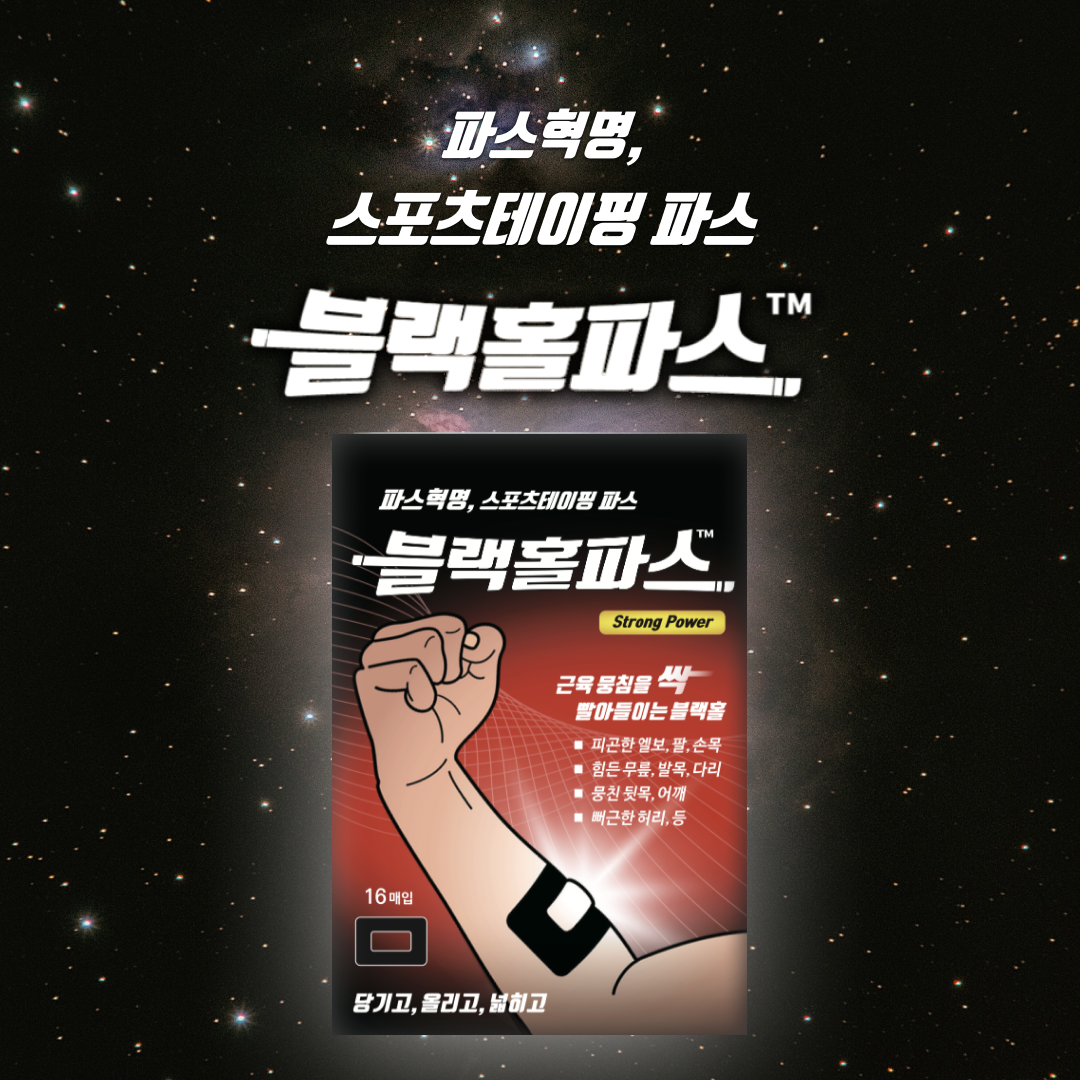 파스혁명,
스포츠테이핑 파스
블랙홀파스™
파스혁명, 스포츠테이핑 파스
블랙홀파스™
Strong Power
근육 뭉침을 싹
빨아들이는 블랙홀
■ 피곤한 엘보, 팔, 손목
■ 힘든 무릎, 발목, 다리
■ 뭉친 뒷목, 어깨
■ 뻐근한 허리, 등
16매입
당기고, 올리고, 넓히고